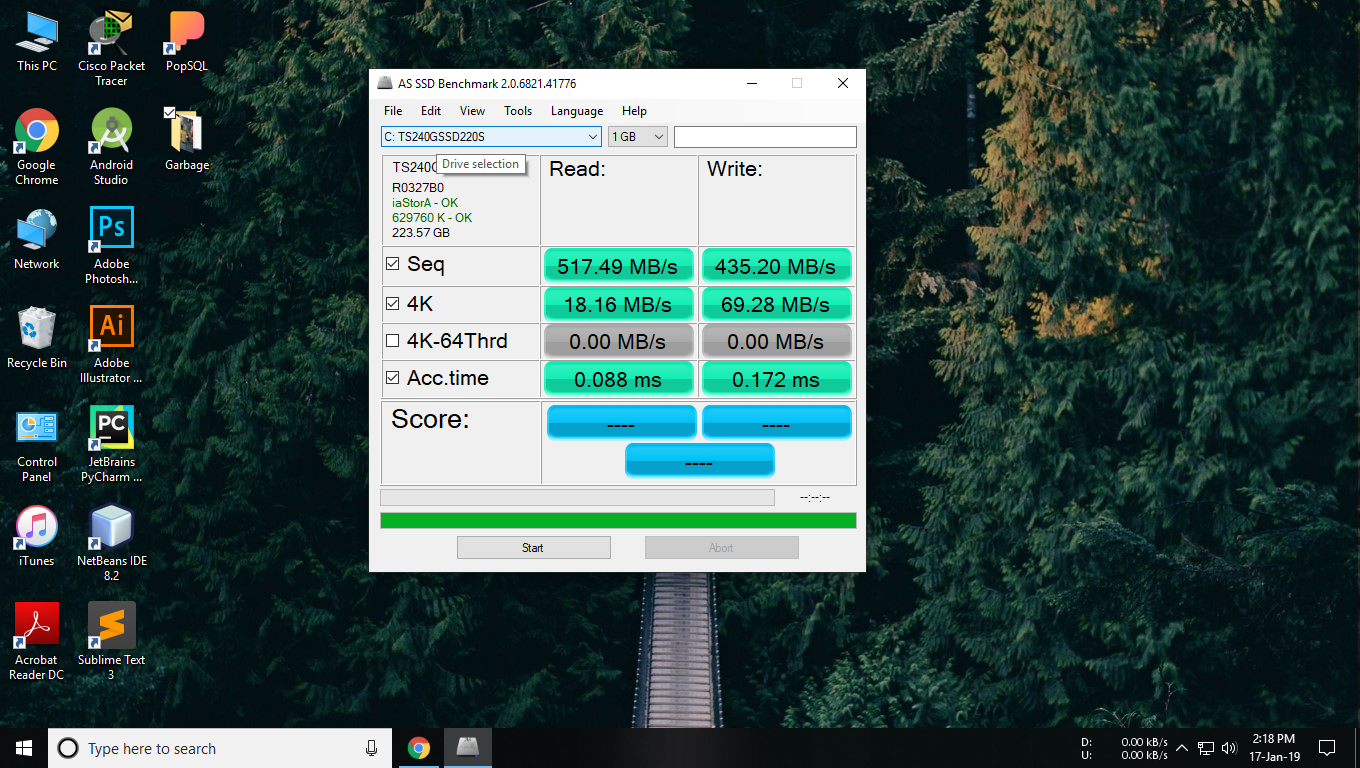 This PC
Cisco Packet
Tracer
PopSQL
Google
Chrome
Android
Studio
Garbage
Network
Ps
Adobe
Photosh...
Recycle Bin
Ai
Adobe
Illustrator ...
Control
Panel
PC
JetBrains
PyCharm ...
iTunes
NetBeans IDE
8.2
Acrobat
Reader DC
Sublime Text
3
AS SSD Benchmark 2.0.6821.41776
File Edit View Tools Language Help
C: TS240GSSD220S 1 GB
Drive selection
Read: Write:
R0327B0
iaStorA - OK
629760 K - OK
223.57 GB
Seq 517.49 MB/s 435.20 MB/s
4K 18.16 MB/s 69.28 MB/s
4K-64Thrd 0.00 MB/s 0.00 MB/s
Acc.time 0.088 ms 0.172 ms
Score: ---- ----
----
--:--:--
Start Abort
Type here to search
D: 0.00 kB/s
U: 0.00 kB/s
2:18 PM
17-Jan-19